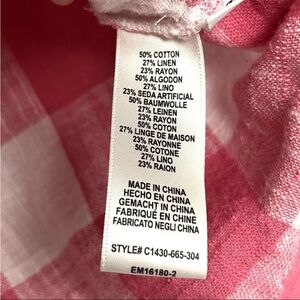 50% COTTON
27% LINEN
23% RAYON
50% ALGODON
27% LINO
23% SEDA ARTIFICIAL
50% BAUMWOLLE
27% LEINEN
23% RAYON
50% COTON
27% LINGE DE MAISON
23% RAYONNE
50% COTONE
27% LINO
23% RAION
MADE IN CHINA
HECHO EN CHINA
GEMACHT IN CHINA
FABRIQUÉ EN CHINE
FABRICATO NEGLI CHINA
STYLE# C1430-665-304
EM16180-2